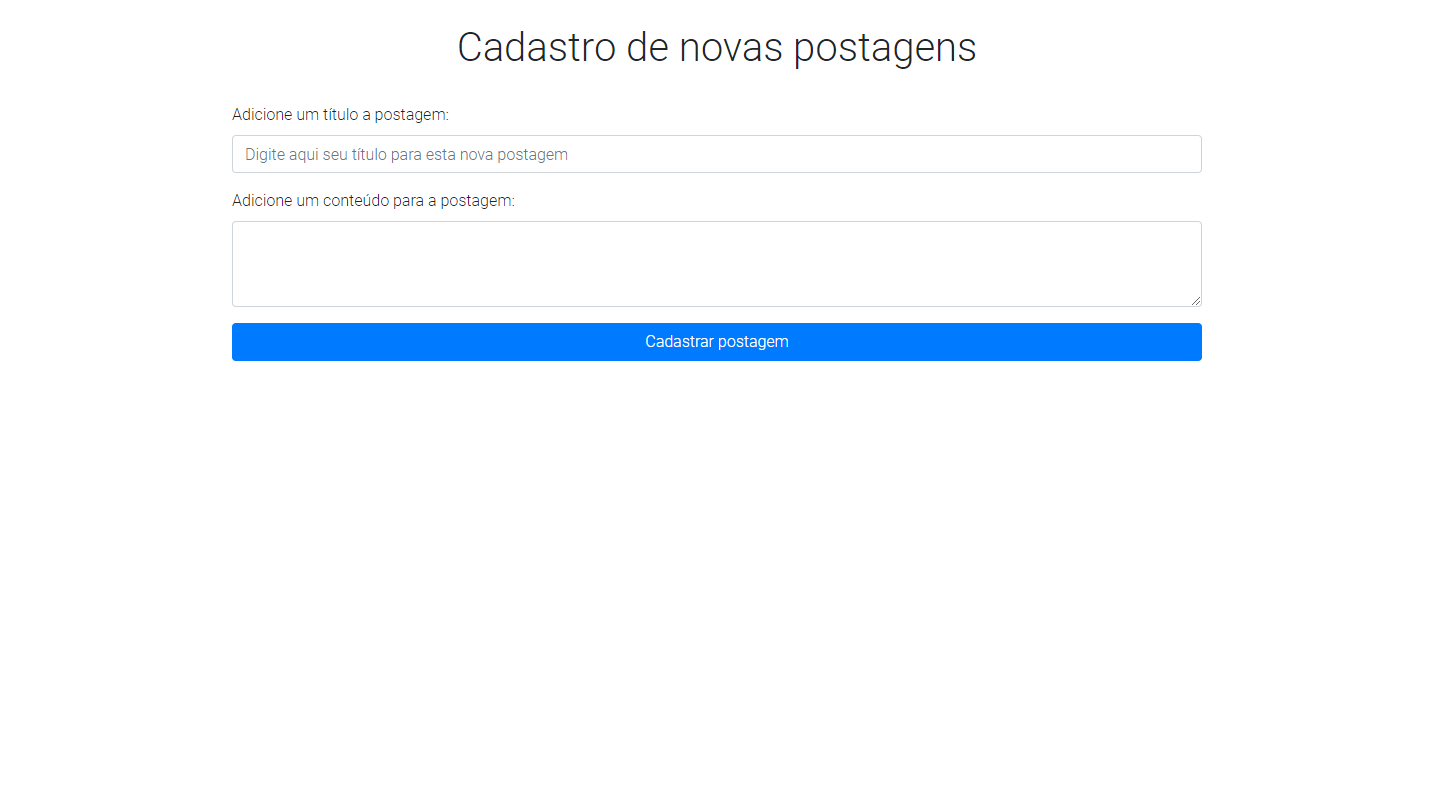 Cadastro de novas postagens
Adicione um título a postagem:
Digite aqui seu título para esta nova postagem
Adicione um conteúdo para a postagem:
Cadastrar postagem